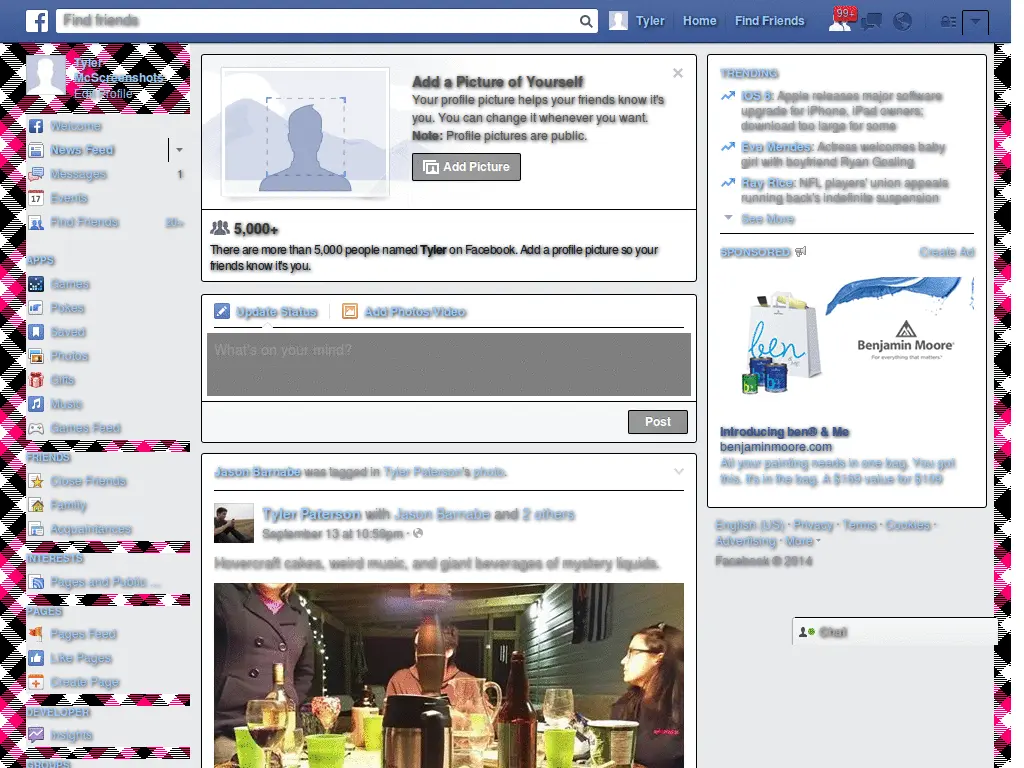 Find friends
Tyler
Home
Find Friends
99+
Tyler
McScreenshots
Edit Profile
Welcome
News Feed
Messages 1
17 Events
Find Friends 20+
APPS
Games
Pokes
Saved
Photos
Gifts
Music
Games Feed
FRIENDS
Close Friends
Family
Acquaintances
INTERESTS
Pages and Public ...
PAGES
Pages Feed
Like Pages
Create Page
DEVELOPER
Insights
GROUPS
Add a Picture of Yourself
Your profile picture helps your friends know it's
you. You can change it whenever you want.
Note: Profile pictures are public.
Add Picture
5,000+
There are more than 5,000 people named Tyler on Facebook. Add a profile picture so your
friends know it's you.
Update Status
Add Photos/Video
What's on your mind?
Post
Jason Barnabe was tagged in Tyler Paterson's photo.
Tyler Paterson with Jason Barnabe and 2 others
September 13 at 10:59pm ·
Hovercraft cakes, weird music, and giant beverages of mystery liquids.
TRENDING
iOS 8: Apple releases major software
upgrade for iPhone, iPad owners;
download too large for some
Eva Mendes: Actress welcomes baby
girl with boyfriend Ryan Gosling
Ray Rice: NFL players' union appeals
running back's indefinite suspension
See More
SPONSORED
Create Ad
ben
Benjamin Moore
For everything that matters.
Introducing ben® & Me
benjaminmoore.com
All your painting needs in one bag. You got
this. It's in the bag. A $169 value for $159
English (US) · Privacy · Terms · Cookies ·
Advertising · More
Facebook © 2014
Chat